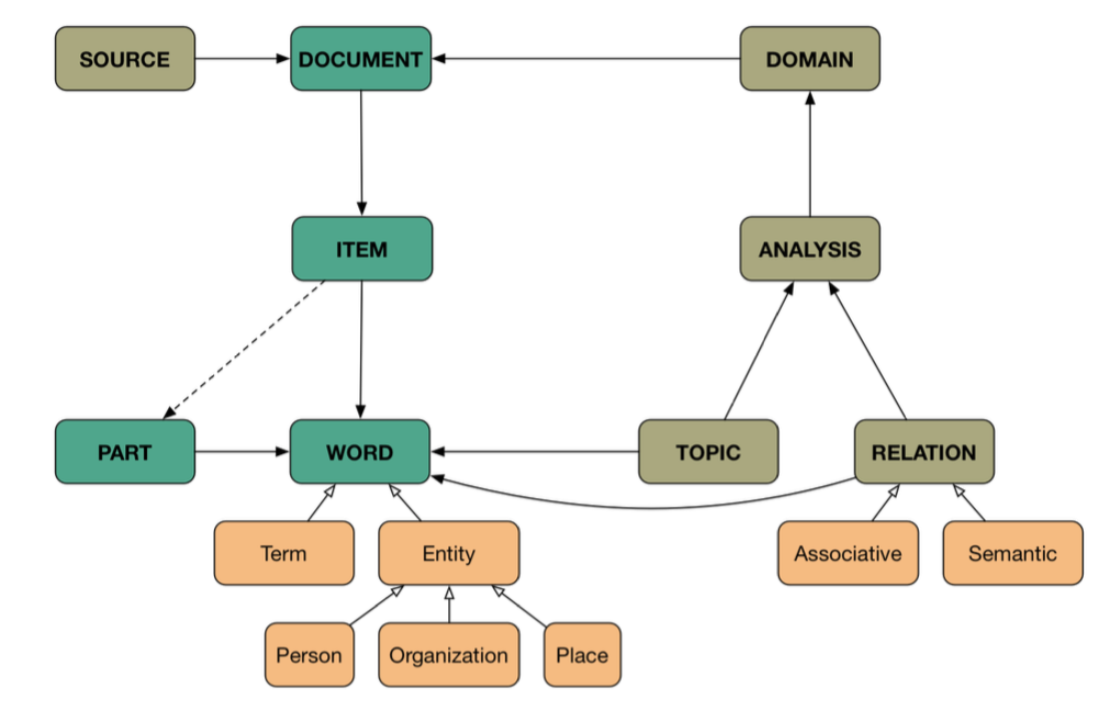 SOURCE
DOCUMENT
DOMAIN
ITEM
ANALYSIS
PART
WORD
TOPIC
RELATION
Term
Entity
Associative
Semantic
Person
Organization
Place